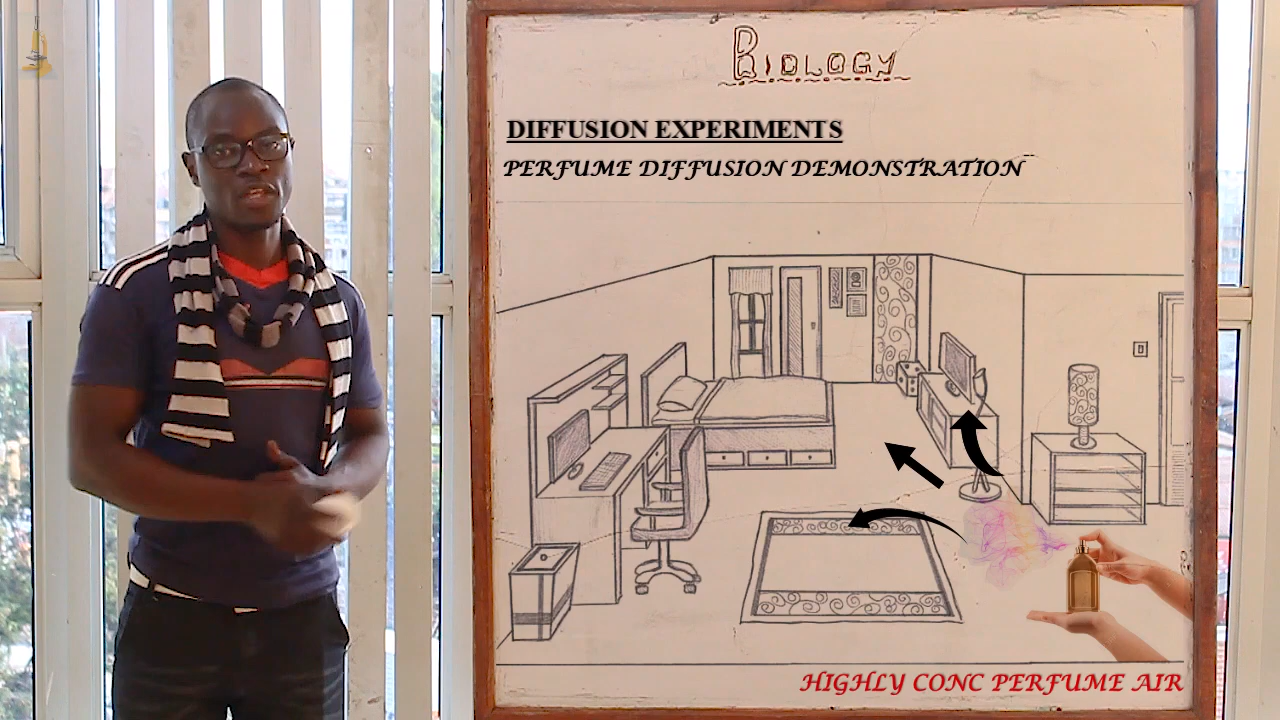 BIOLOGY
DIFFUSION EXPERIMENTS
PERFUME DIFFUSION DEMONSTRATION
HIGHLY CONC PERFUME AIR